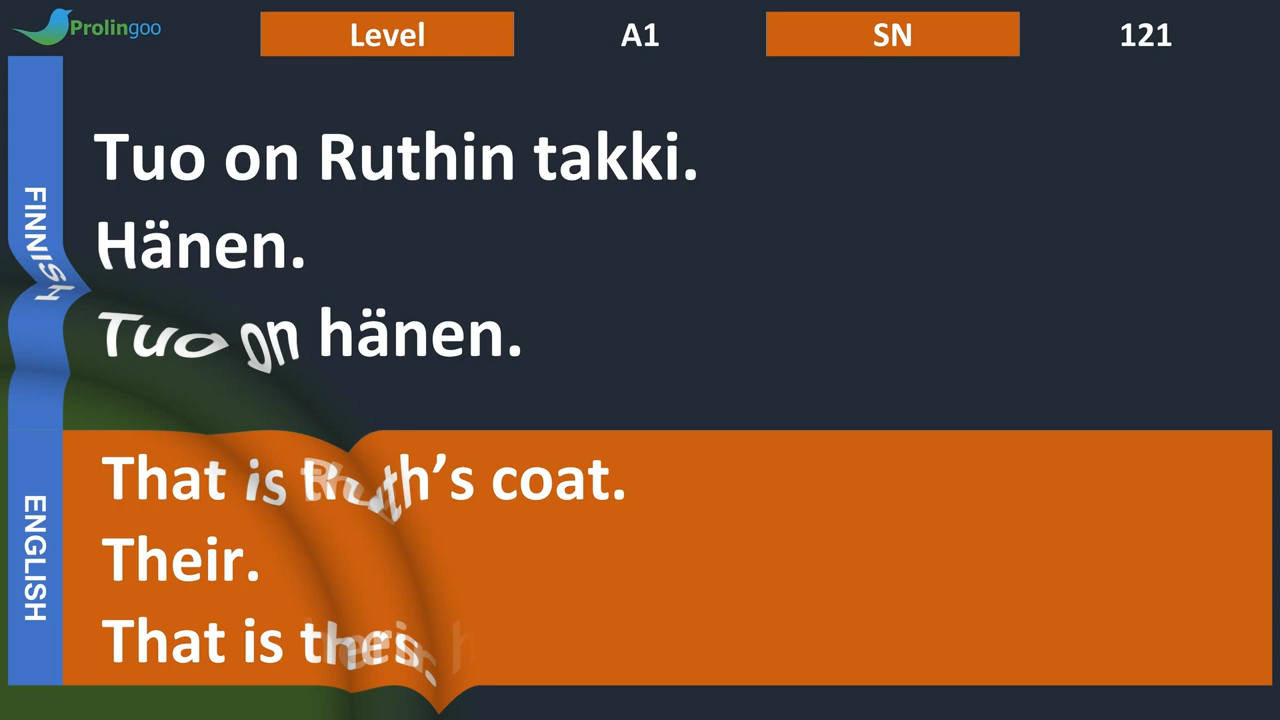 Prolingoo
Level A1 SN 121
FINNISH
Tuo on Ruthin takki.
Hänen.
Tuo on hänen.
ENGLISH
That is Ruth’s coat.
Their.
That is